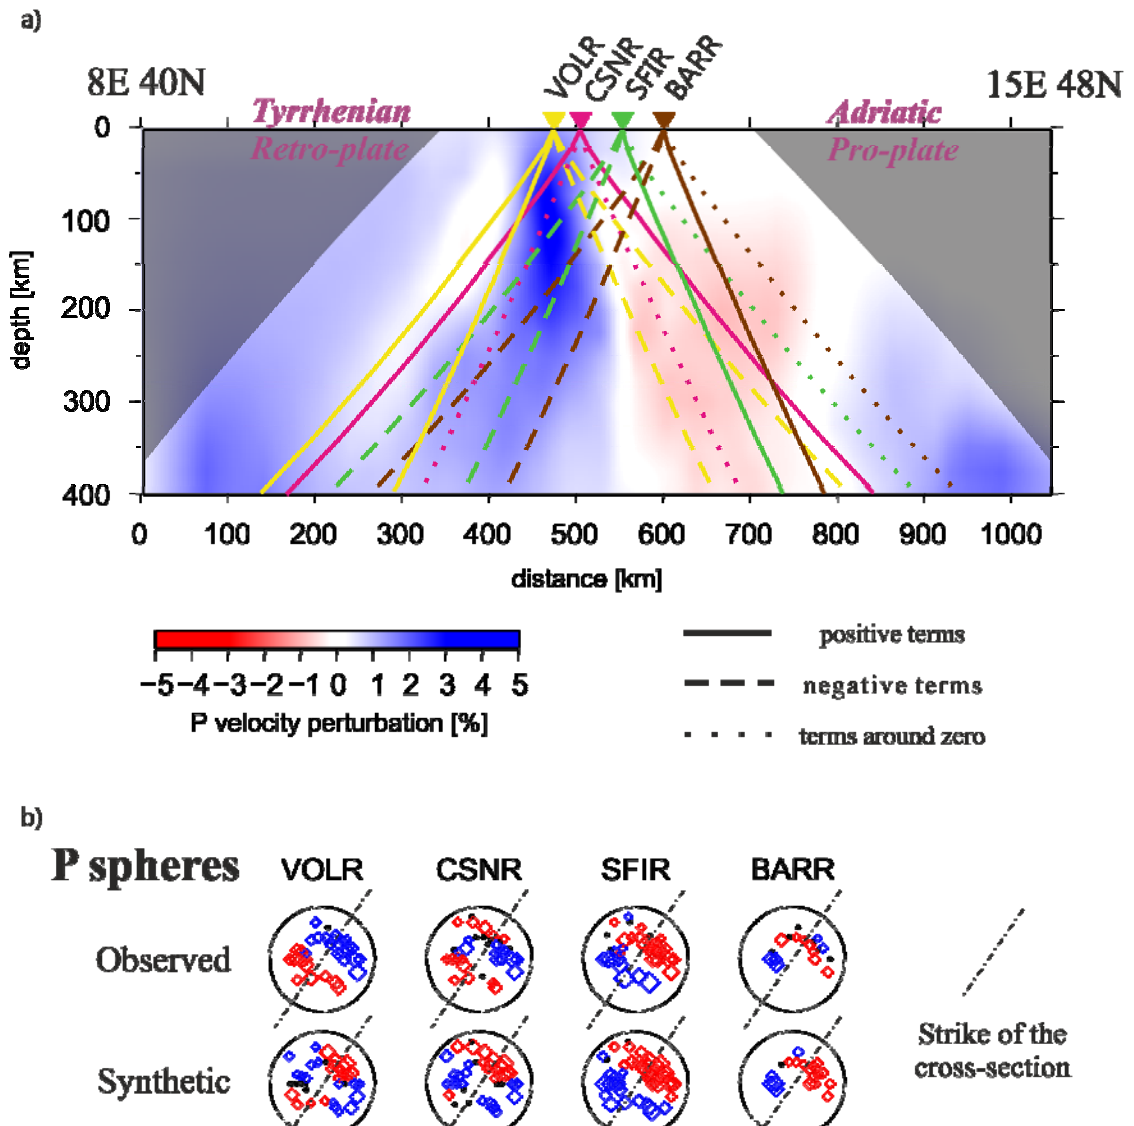 a)
VOLR
CSNR
SFIR
BARR
8E 40N
15E 48N
Tyrrhenian
Retro-plate
Adriatic
Pro-plate
0
100
200
300
400
depth [km]
0 100 200 300 400 500 600 700 800 900 1000
distance [km]
−5 −4 −3 −2 −1 0 1 2 3 4 5
P velocity perturbation [%]
positive terms
negative terms
terms around zero
b)
P spheres
VOLR CSNR SFIR BARR
Observed
Synthetic
Strike of the
cross-section